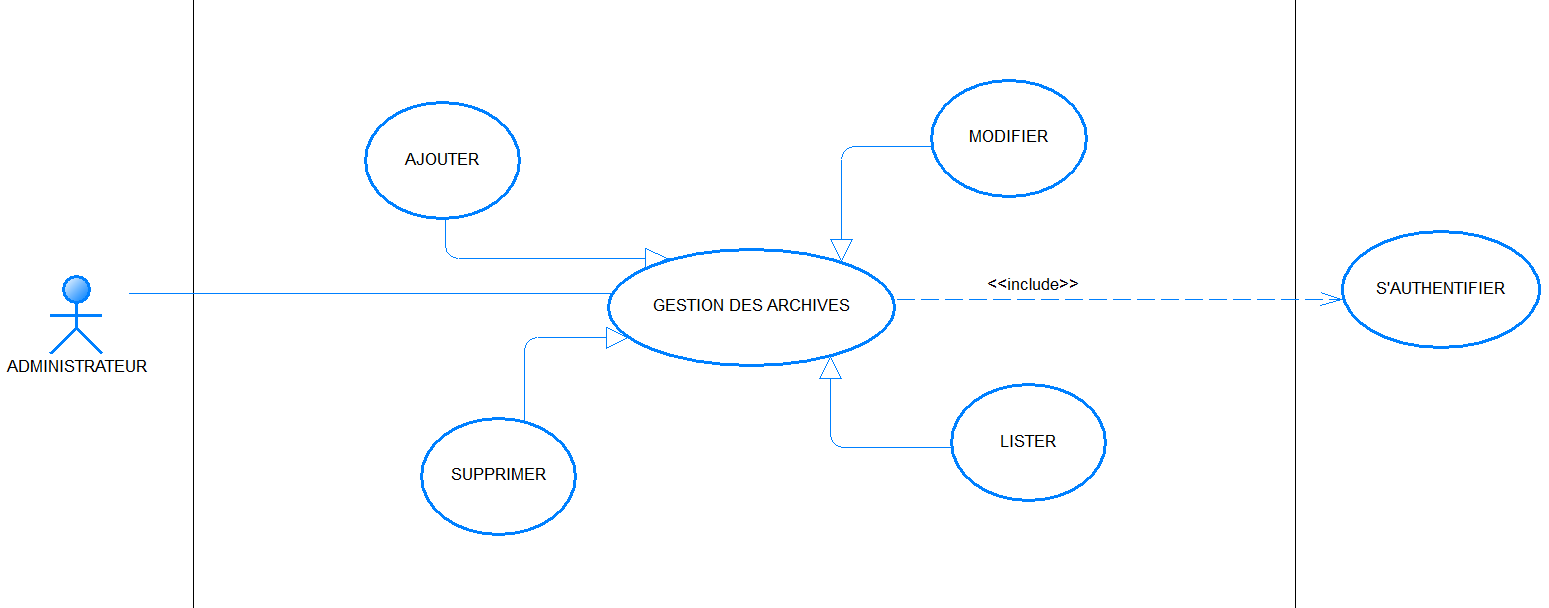 MODIFIER
AJOUTER
<<include>>
S'AUTHENTIFIER
GESTION DES ARCHIVES
ADMINISTRATEUR
LISTER
SUPPRIMER